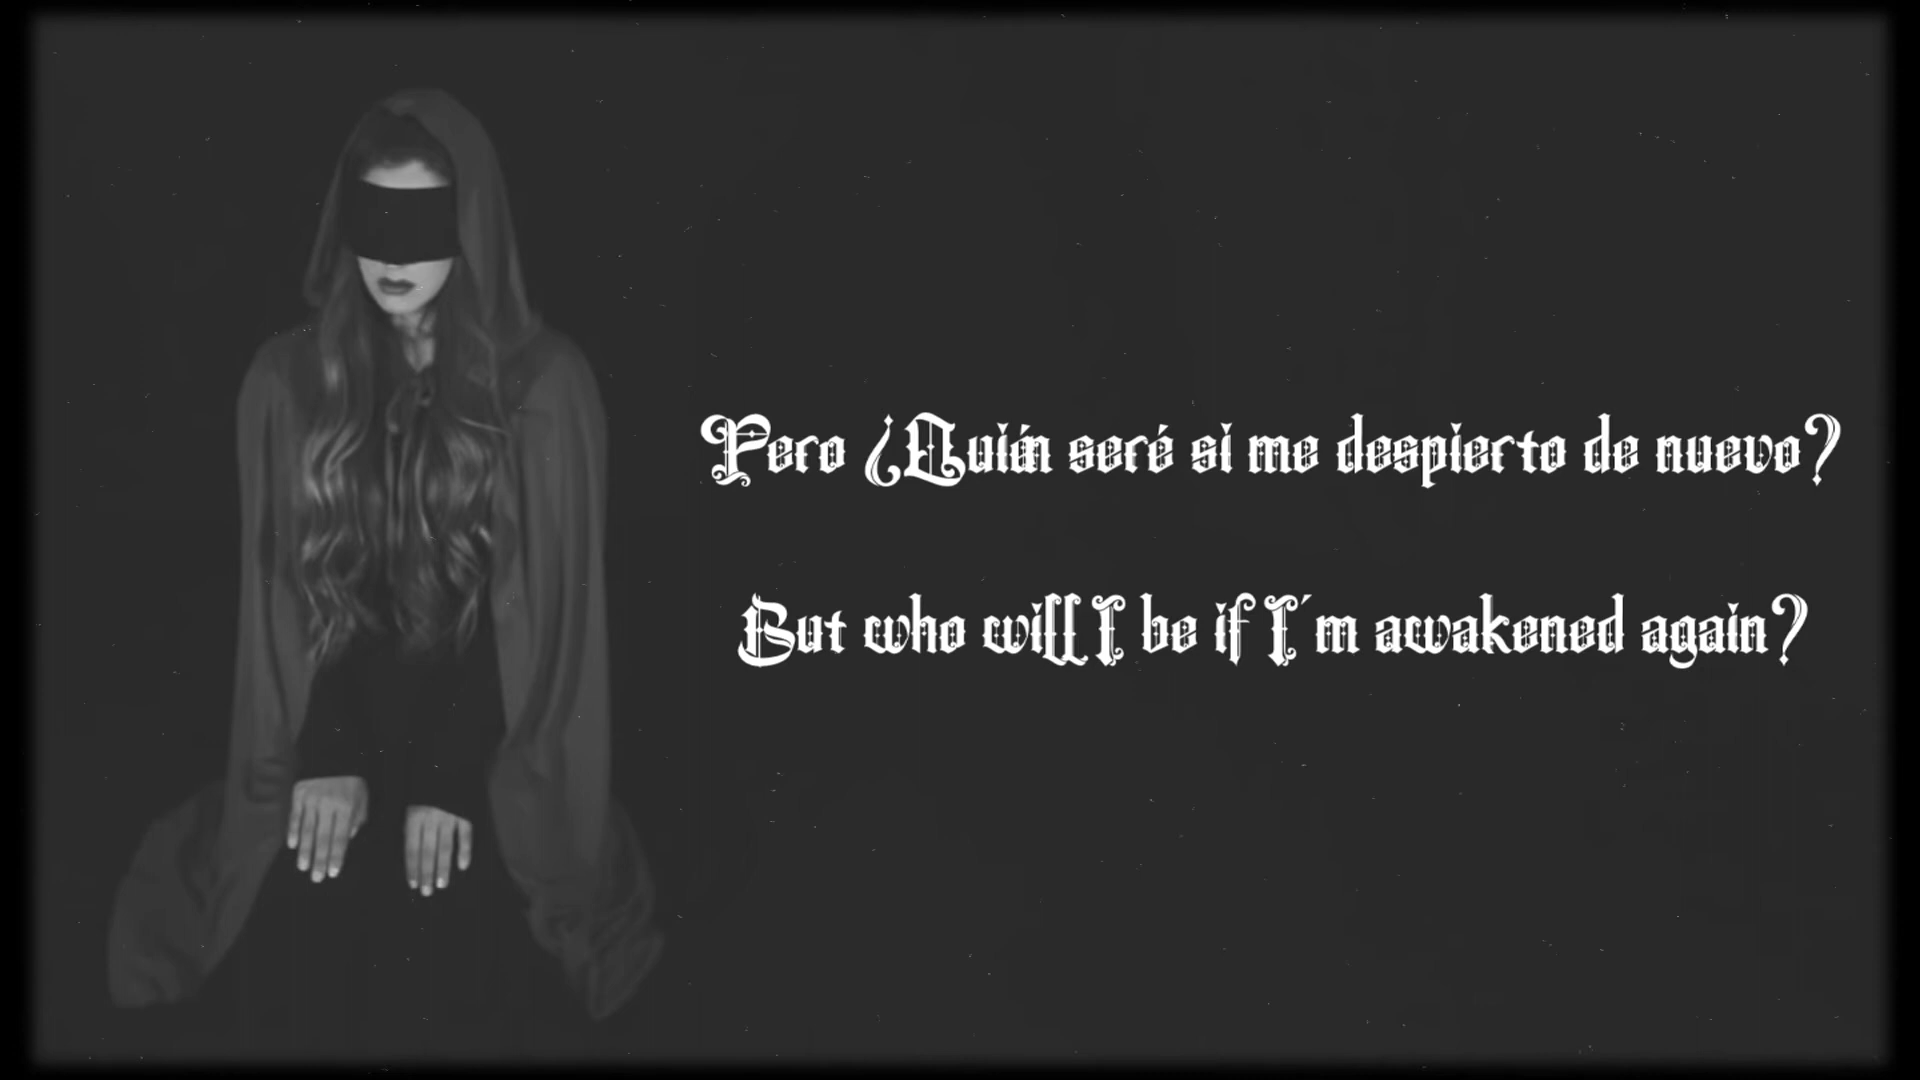 Pero ¿Quién seré si me despierto de nuevo?
But who will I be if I´m awakened again?